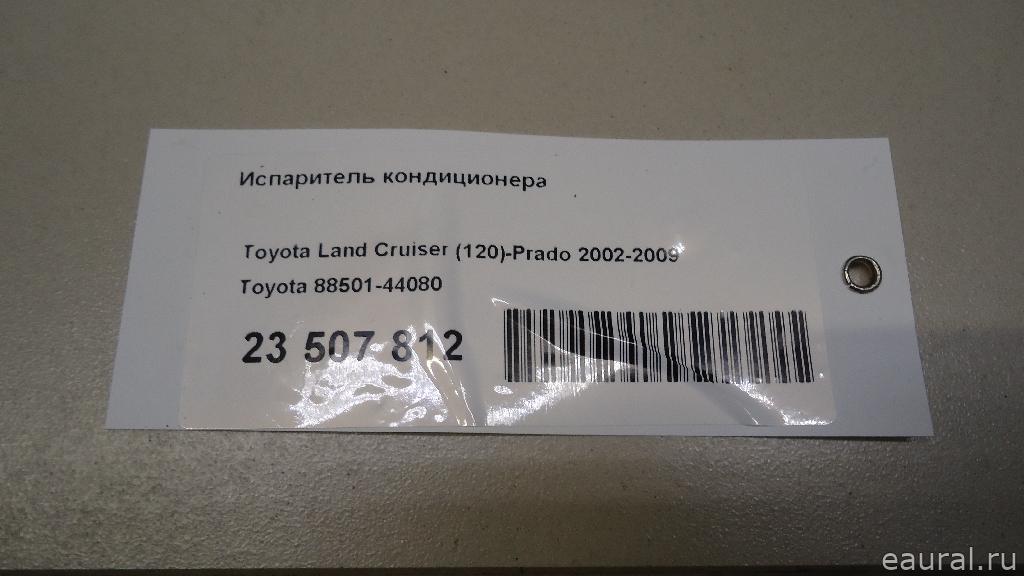 Испаритель кондиционера
Toyota Land Cruiser (120)-Prado 2002-2009
Toyota 88501-44080
23 507 812
eaural.ru